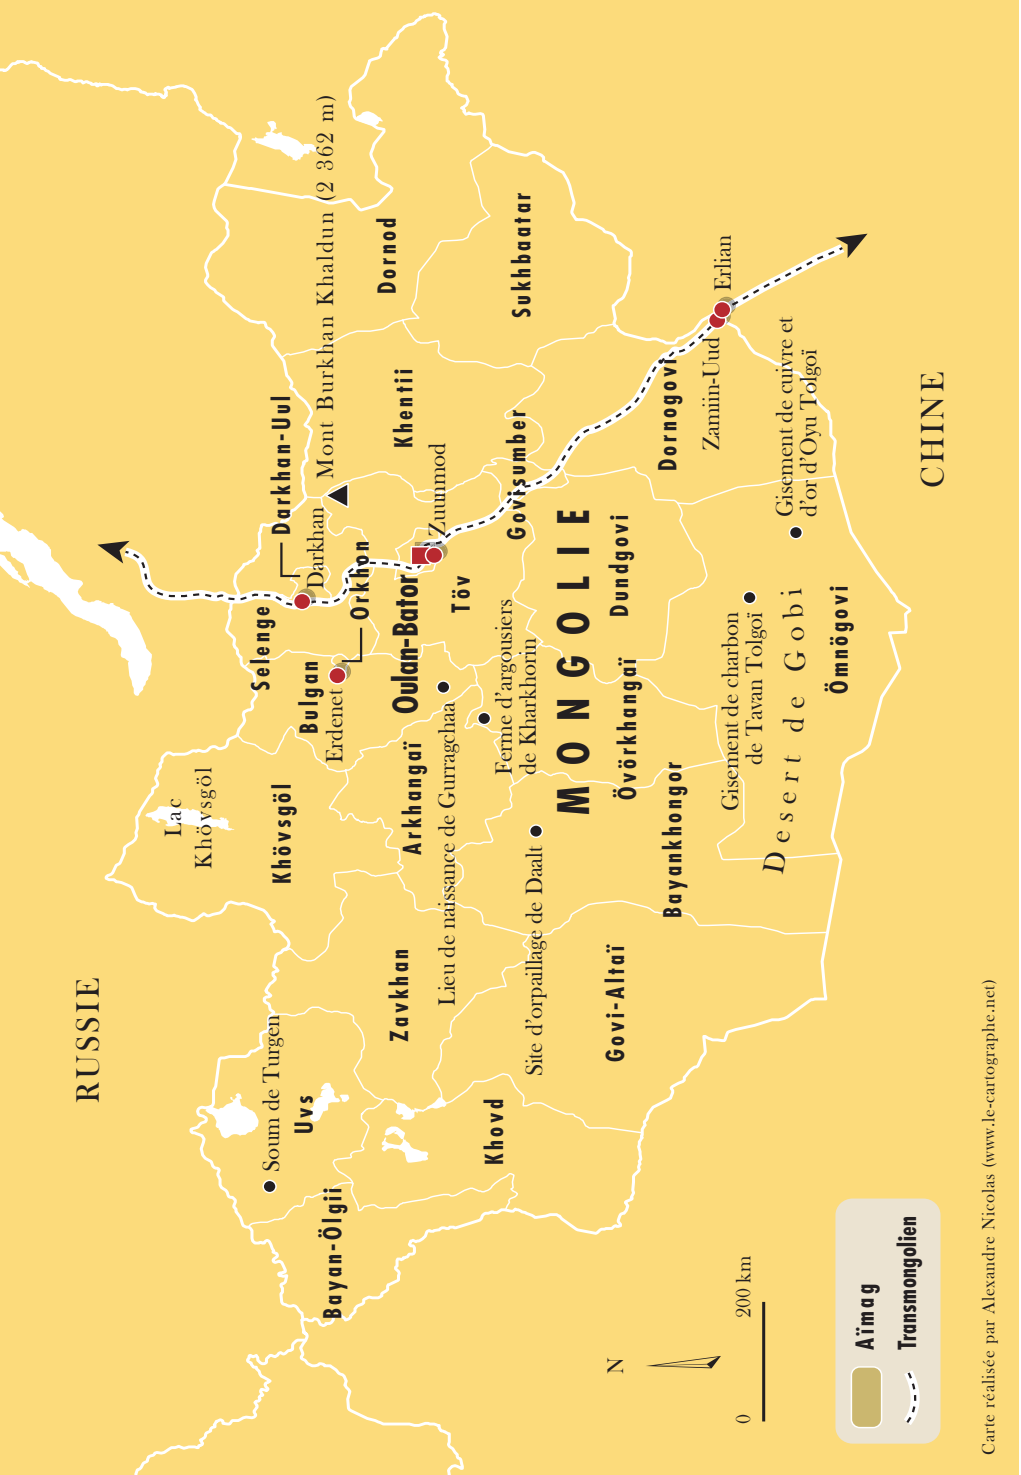 RUSSIE
Lac
Khövsgöl
Soum de Turgen
Uvs
Bayan-Ölgii
Khovd
Zavkhan
Govi-Altaï
Khövsgöl
Bulgan
Erdenet
Selenge
Orkhon
Darkhan
Darkhan-Uul
Mont Burkhan Khaldun (2 362 m)
Arkhangaï
Oulan-Bator
Zuunmod
Töv
Khentii
Dornod
Sukhbaatar
Lieu de naissance de Gurragchaa
Ferme d'argousiers
de Kharkhorin
Govisumber
Site d'orpaillage de Daalt
MONGOLIE
Övörkhangaï
Dundgovi
Bayankhongor
Dornogovi
Zamiin-Uud
Erlian
Gisement de charbon
de Tavan Tolgoï
Gisement de cuivre et
d'or d'Oyu Tolgoï
Desert de Gobi
Ömnögovi
CHINE
N
0
200 km
Aïmag
Transmongolien
Carte réalisée par Alexandre Nicolas (www.le-cartographe.net)